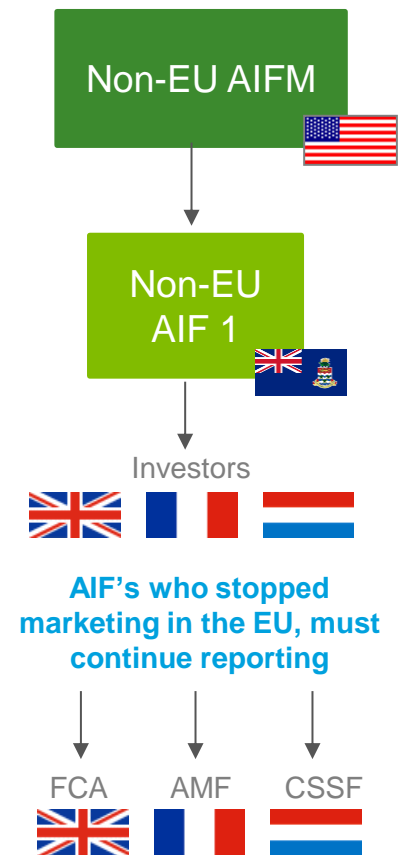 Non-EU AIFM
Non-EU
AIF 1
Investors
AIF's who stopped
marketing in the EU, must
continue reporting
FCA AMF CSSF